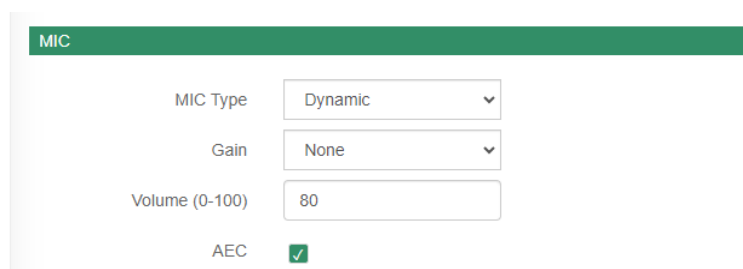 MIC
MIC Type Dynamic
Gain None
Volume (0-100) 80
AEC